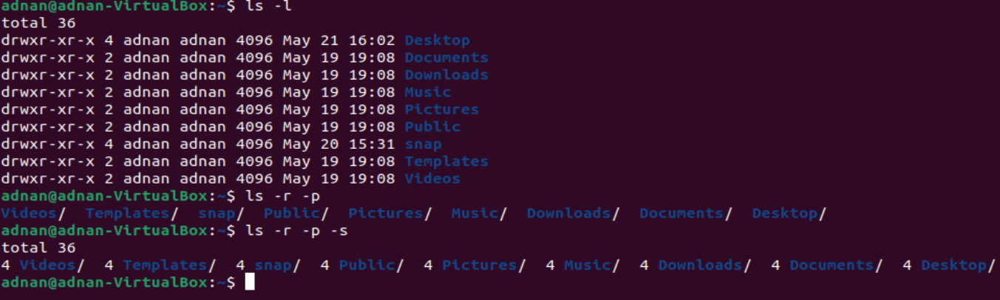 adnan@adnan-VirtualBox:~$ ls -l
total 36
drwxr-xr-x 4 adnan adnan 4096 May 21 16:02 Desktop
drwxr-xr-x 2 adnan adnan 4096 May 19 19:08 Documents
drwxr-xr-x 2 adnan adnan 4096 May 19 19:08 Downloads
drwxr-xr-x 2 adnan adnan 4096 May 19 19:08 Music
drwxr-xr-x 2 adnan adnan 4096 May 19 19:08 Pictures
drwxr-xr-x 2 adnan adnan 4096 May 19 19:08 Public
drwxr-xr-x 4 adnan adnan 4096 May 20 15:31 snap
drwxr-xr-x 2 adnan adnan 4096 May 19 19:08 Templates
drwxr-xr-x 2 adnan adnan 4096 May 19 19:08 Videos
adnan@adnan-VirtualBox:~$ ls -r -p
Videos/  Templates/  snap/  Public/  Pictures/  Music/  Downloads/  Documents/  Desktop/
adnan@adnan-VirtualBox:~$ ls -r -p -s
total 36
4 Videos/  4 Templates/  4 snap/  4 Public/  4 Pictures/  4 Music/  4 Downloads/  4 Documents/  4 Desktop/
adnan@adnan-VirtualBox:~$